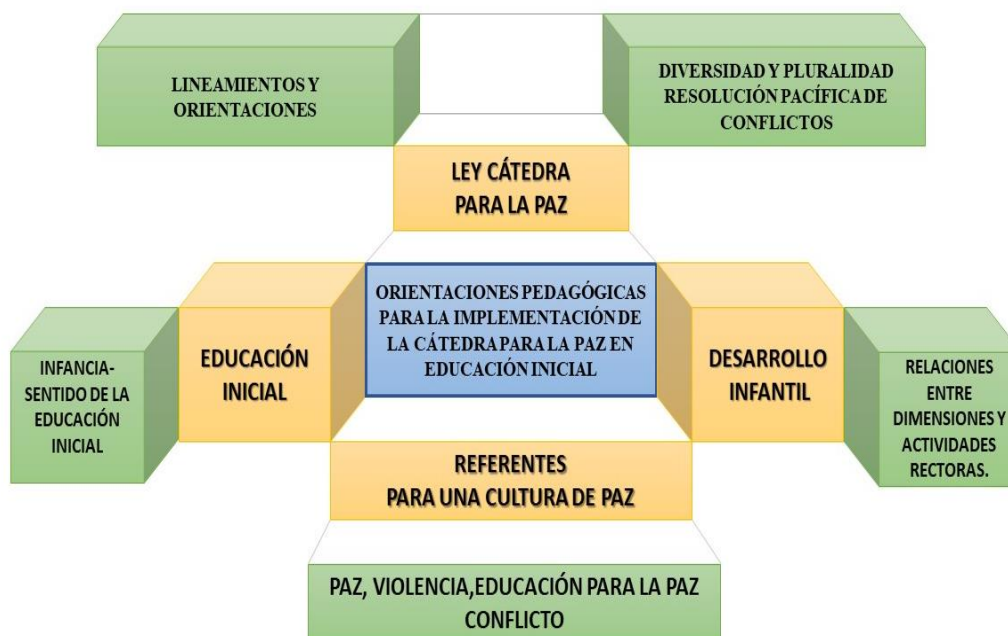 LINEAMIENTOS Y
ORIENTACIONES
DIVERSIDAD Y PLURALIDAD
RESOLUCIÓN PACÍFICA DE
CONFLICTOS
LEY CÁTEDRA
PARA LA PAZ
ORIENTACIONES PEDAGÓGICAS
PARA LA IMPLEMENTACIÓN DE
LA CÁTEDRA PARA LA PAZ EN
EDUCACIÓN INICIAL
EDUCACIÓN
INICIAL
DESARROLLO
INFANTIL
INFANCIA-
SENTIDO DE LA
EDUCACIÓN
INICIAL
RELACIONES
ENTRE
DIMENSIONES Y
ACTIVIDADES
RECTORAS.
REFERENTES
PARA UNA CULTURA DE PAZ
PAZ, VIOLENCIA,EDUCACIÓN PARA LA PAZ
CONFLICTO